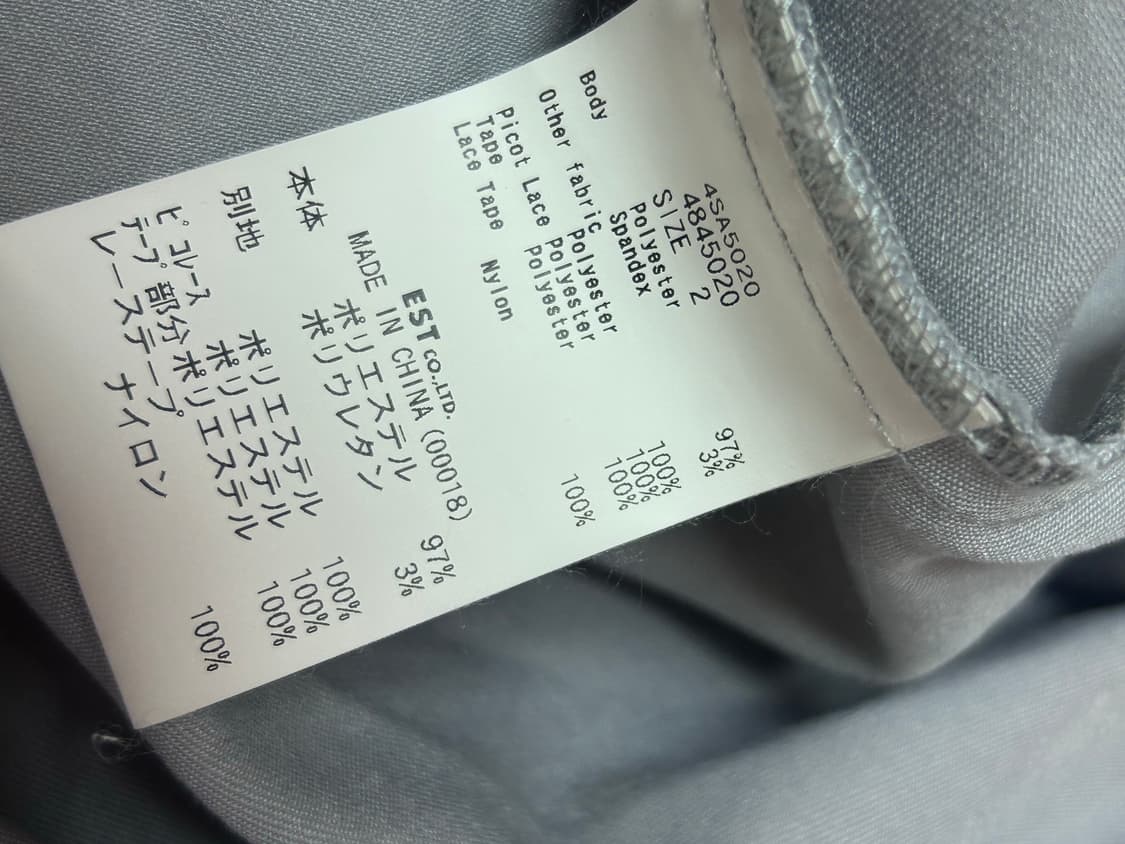 4SA5020
4845020
SIZE 2
Body Polyester 97%
Spandex 3%
Other fabric Polyester 100%
Picot Lace Polyester 100%
Tape Polyester 100%
Lace Tape Nylon 100%
EST CO.,LTD.
MADE IN CHINA (00018)
本体 ポリエステル 97%
ポリウレタン 3%
別地 ポリエステル 100%
ピコレース ポリエステル 100%
テープ部分 ポリエステル 100%
レーステープ ナイロン 100%